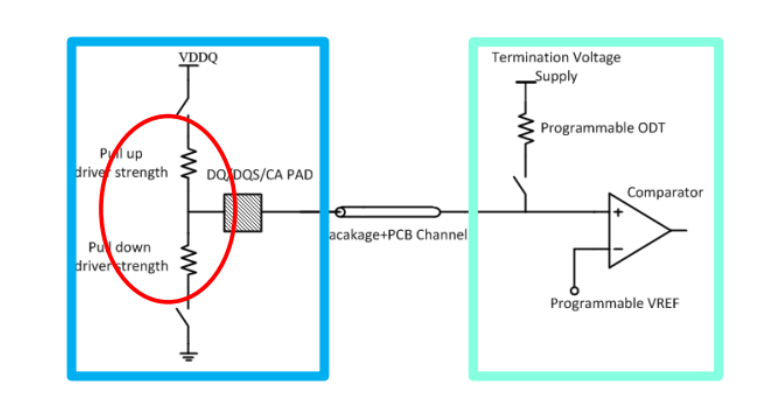 VDDQ
Pull up
driver strength
DQ/DQS/CA PAD
Pull down
driver strength
acakage+PCB Channel
Termination Voltage
Supply
Programmable ODT
Comparator
+
−
Programmable VREF